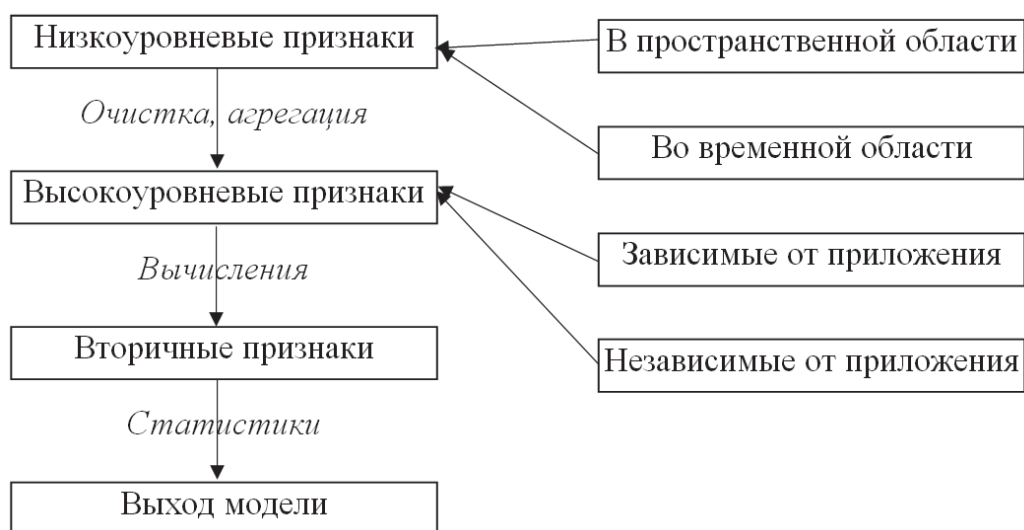 Низкоуровневые признаки
В пространственной области
Очистка, агрегация
Во временной области
Высокоуровневые признаки
Зависимые от приложения
Вычисления
Вторичные признаки
Независимые от приложения
Статистики
Выход модели